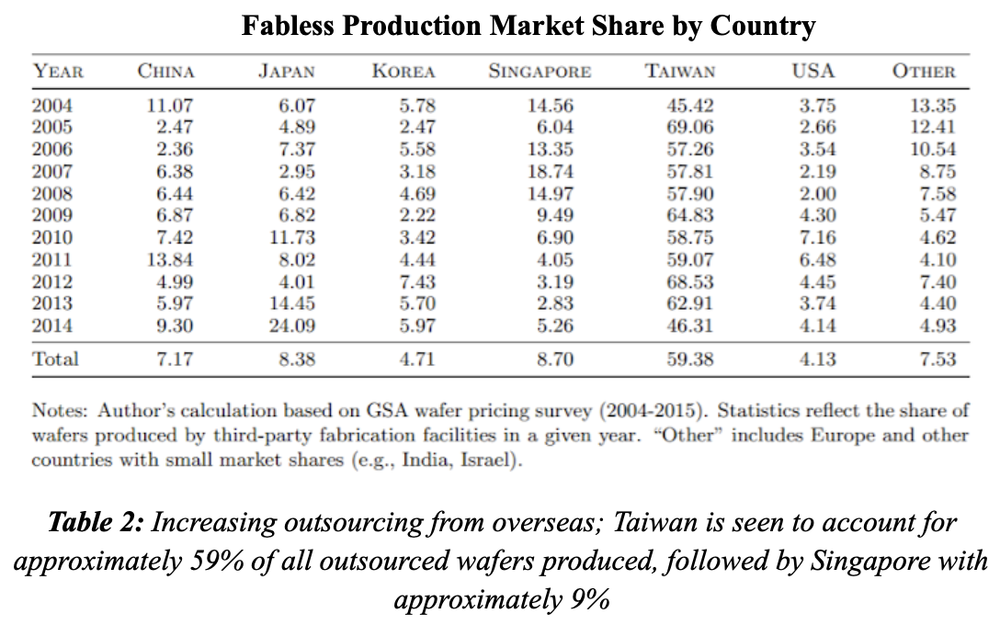 Fabless Production Market Share by Country
YEAR CHINA JAPAN KOREA SINGAPORE TAIWAN USA OTHER
2004 11.07 6.07 5.78 14.56 45.42 3.75 13.35
2005 2.47 4.89 2.47 6.04 69.06 2.66 12.41
2006 2.36 7.37 5.58 13.35 57.26 3.54 10.54
2007 6.38 2.95 3.18 18.74 57.81 2.19 8.75
2008 6.44 6.42 4.69 14.97 57.90 2.00 7.58
2009 6.87 6.82 2.22 9.49 64.83 4.30 5.47
2010 7.42 11.73 3.42 6.90 58.75 7.16 4.62
2011 13.84 8.02 4.44 4.05 59.07 6.48 4.10
2012 4.99 4.01 7.43 3.19 68.53 4.45 7.40
2013 5.97 14.45 5.70 2.83 62.91 3.74 4.40
2014 9.30 24.09 5.97 5.26 46.31 4.14 4.93
Total 7.17 8.38 4.71 8.70 59.38 4.13 7.53
Notes: Author's calculation based on GSA wafer pricing survey (2004-2015). Statistics reflect the share of
wafers produced by third-party fabrication facilities in a given year. “Other” includes Europe and other
countries with small market shares (e.g., India, Israel).
Table 2: Increasing outsourcing from overseas; Taiwan is seen to account for
approximately 59% of all outsourced wafers produced, followed by Singapore with
approximately 9%